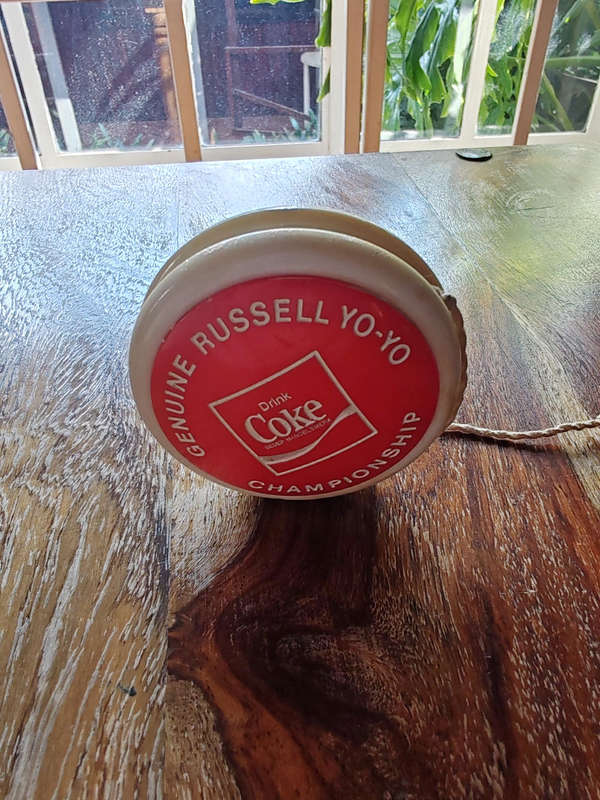 GENUINE RUSSELL YO-YO
Drink
Coke
CHAMPIONSHIP